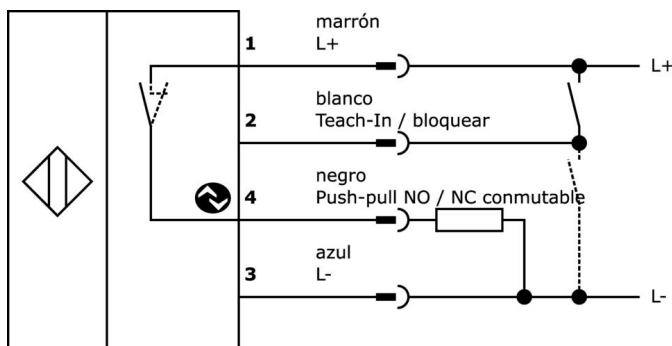 marrón
1
L+
L+
blanco
2
Teach-In / bloquear
negro
4
Push-pull NO / NC conmutable
azul
3
L-
L-